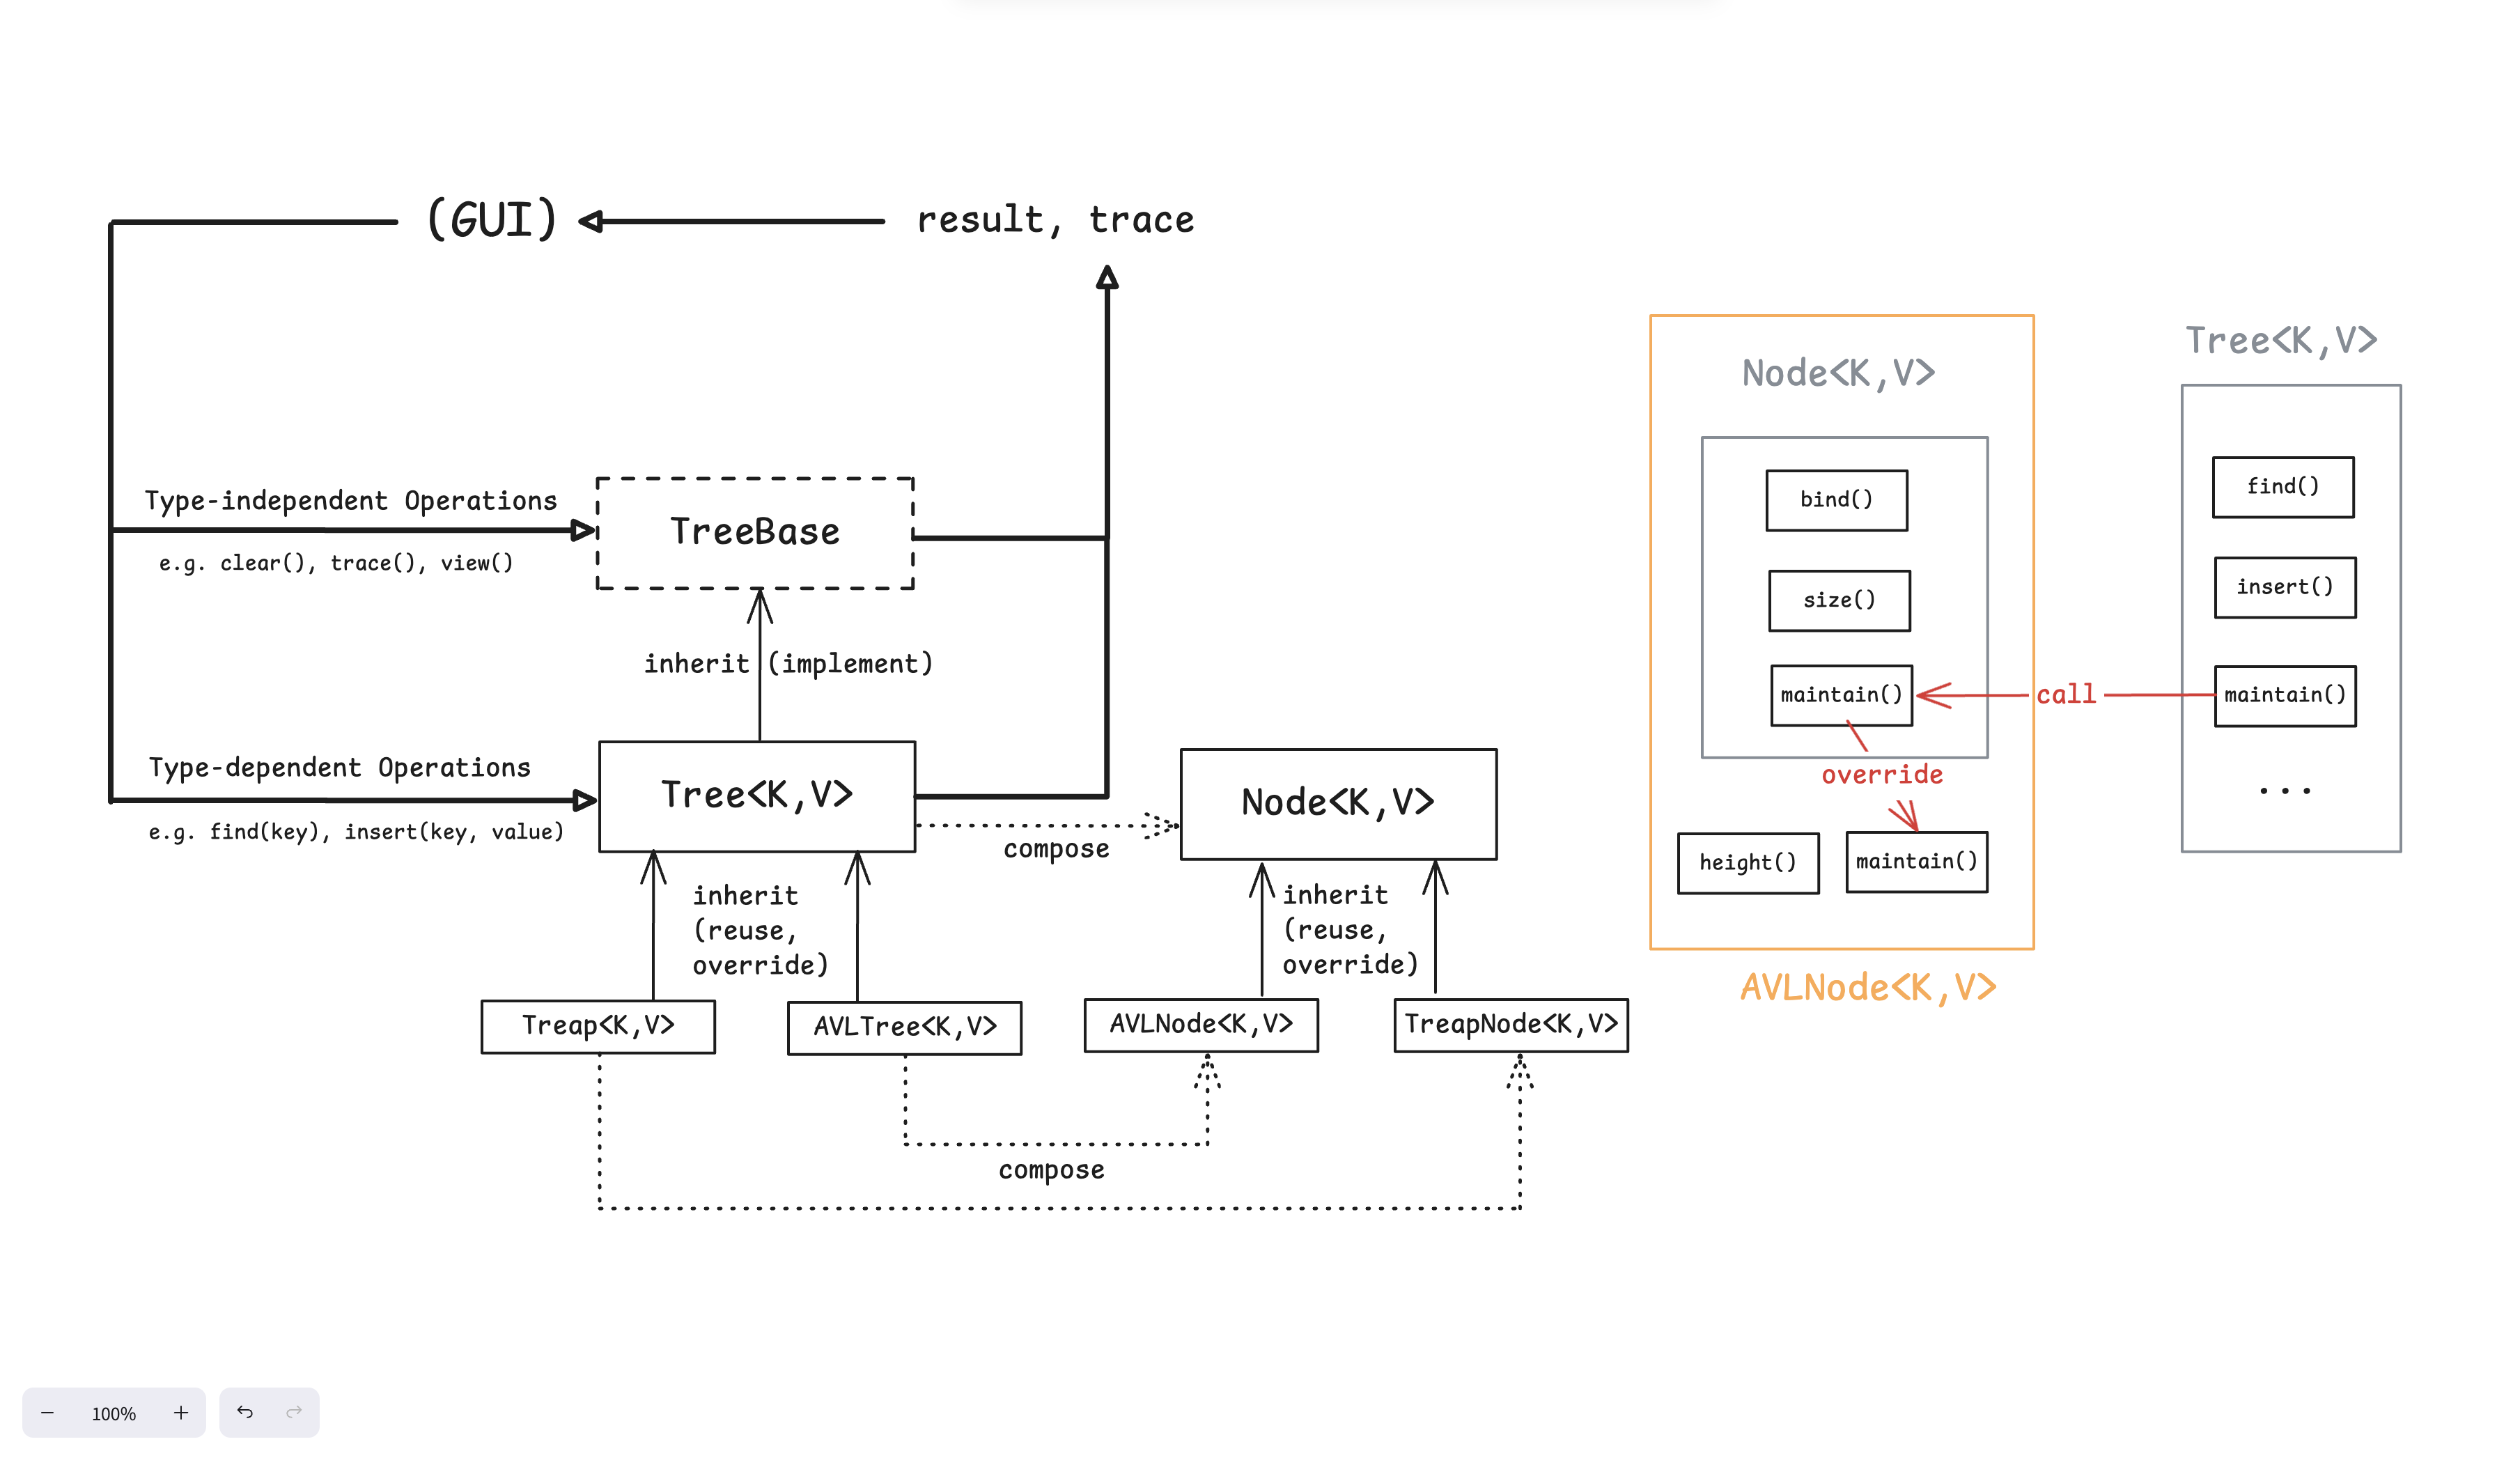 (GUI)
result, trace
Type-independent Operations
e.g. clear(), trace(), view()
TreeBase
inherit (implement)
Type-dependent Operations
e.g. find(key), insert(key, value)
Tree<K,V>
compose
Node<K,V>
inherit
(reuse,
override)
inherit
(reuse,
override)
Treap<K,V>
AVLTree<K,V>
AVLNode<K,V>
TreapNode<K,V>
compose
Node<K,V>
bind()
size()
maintain()
override
height()
maintain()
AVLNode<K,V>
call
Tree<K,V>
find()
insert()
maintain()
...
100%